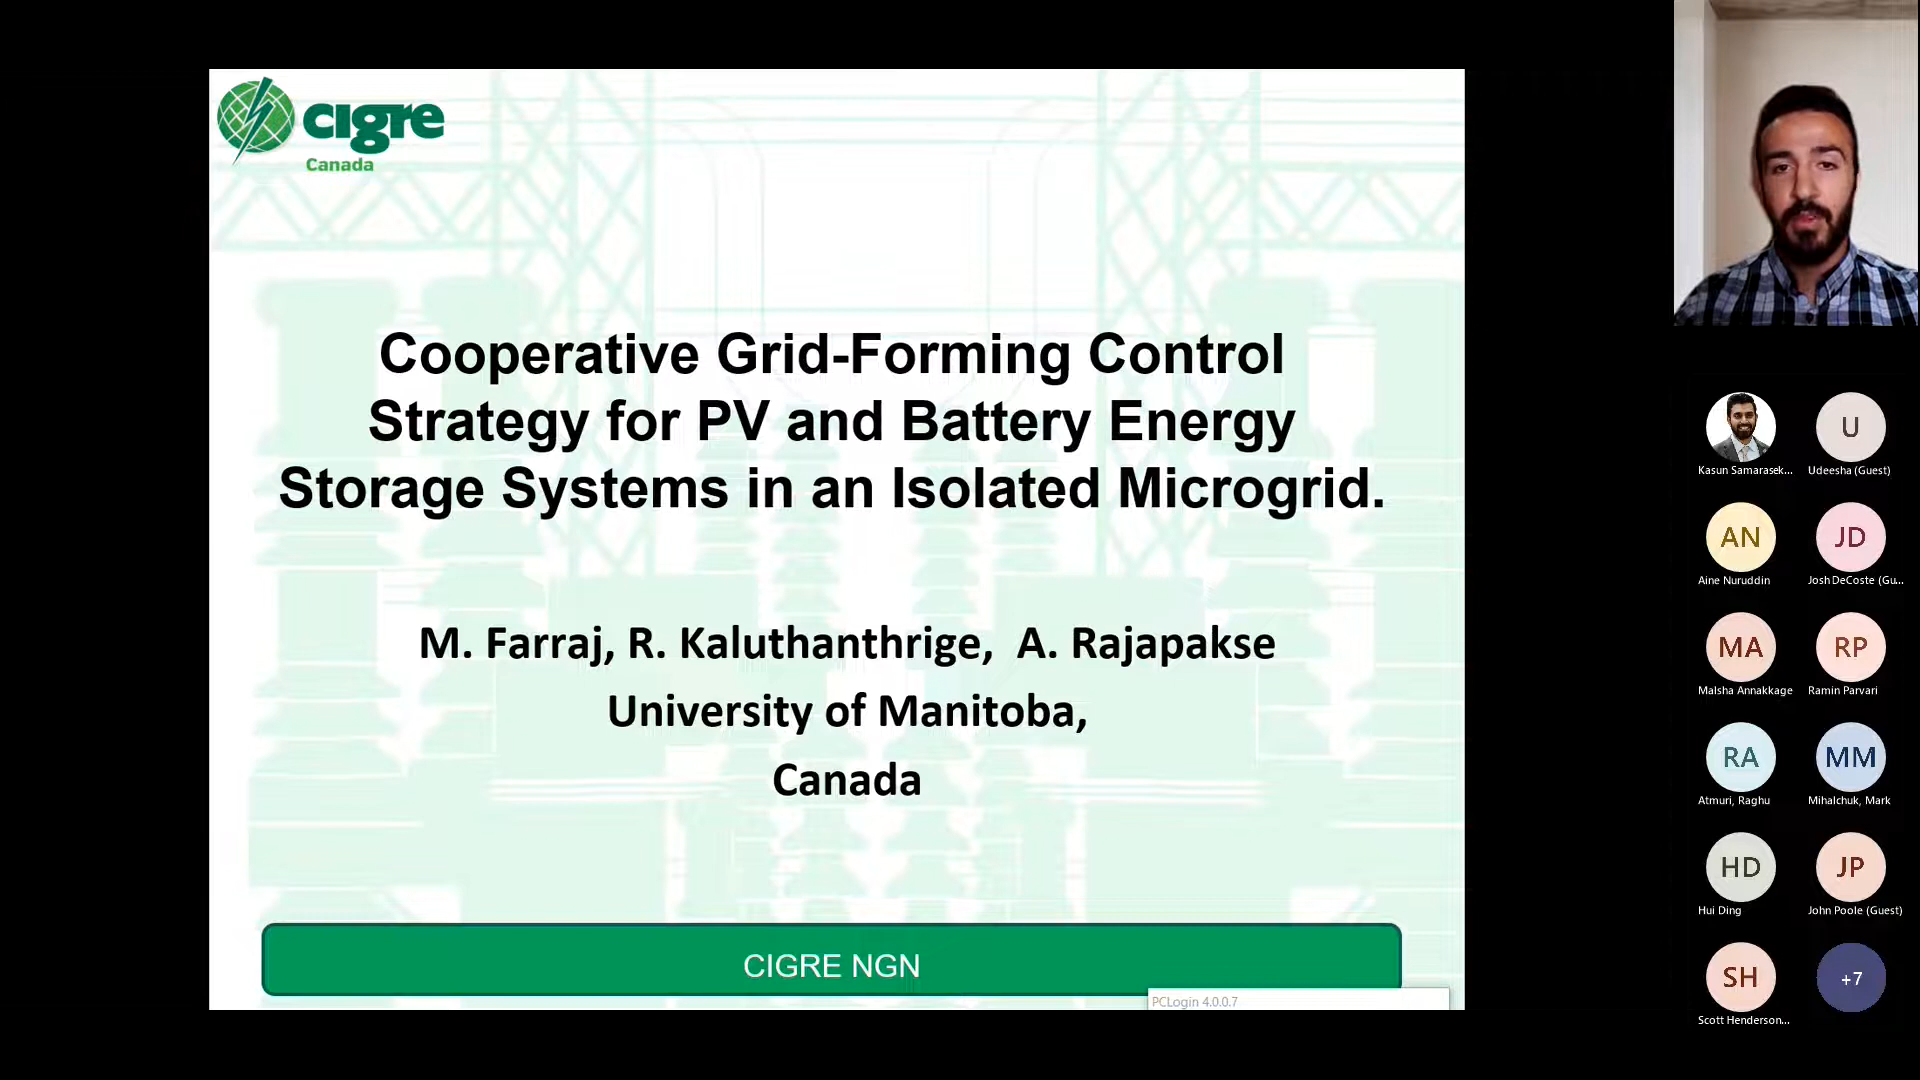 cigre
Canada
Cooperative Grid-Forming Control
Strategy for PV and Battery Energy
Storage Systems in an Isolated Microgrid.
M. Farraj, R. Kaluthanthrige, A. Rajapakse
University of Manitoba,
Canada
CIGRE NGN
PCLogin 4.0.0.7
Kasun Samarasek...
U
Udeesha (Guest)
AN
Aine Nuruddin
JD
Josh DeCoste (Gu...
MA
Malsha Annakkage
RP
Ramin Parvari
RA
Atmuri, Raghu
MM
Mihalchuk, Mark
HD
Hui Ding
JP
John Poole (Guest)
SH
Scott Henderson...
+7